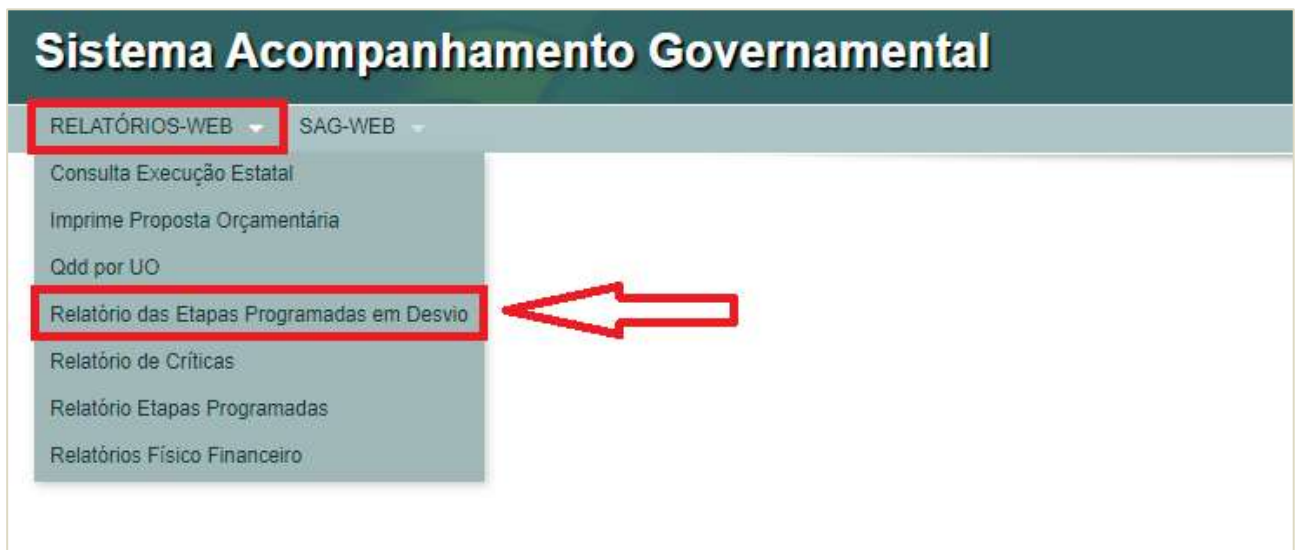 Sistema Acompanhamento Governamental
RELATÓRIOS-WEB SAG-WEB
Consulta Execução Estatal
Imprime Proposta Orçamentária
Qdd por UO
Relatório das Etapas Programadas em Desvio
Relatório de Críticas
Relatório Etapas Programadas
Relatórios Físico Financeiro